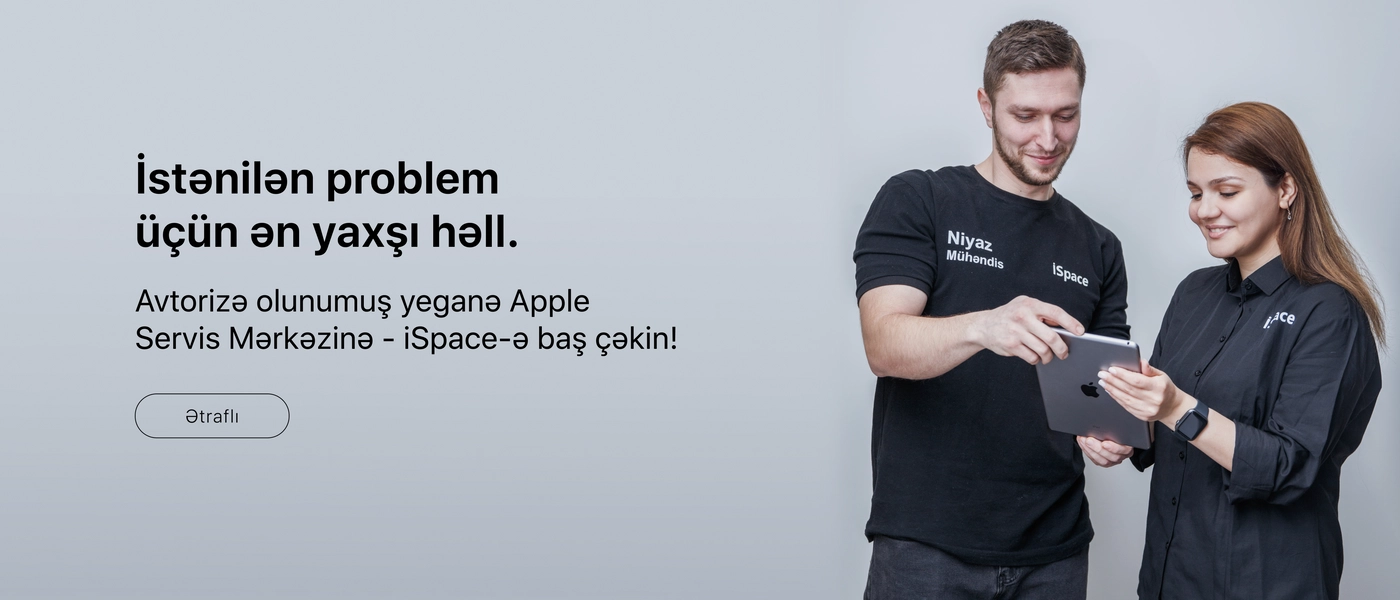 İstənilən problem
üçün ən yaxşı həll.
Avtorizə olunumuş yeganə Apple
Servis Mərkəzinə - iSpace-ə baş çəkin!
Ətraflı
Niyaz
Mühəndis
iSpace